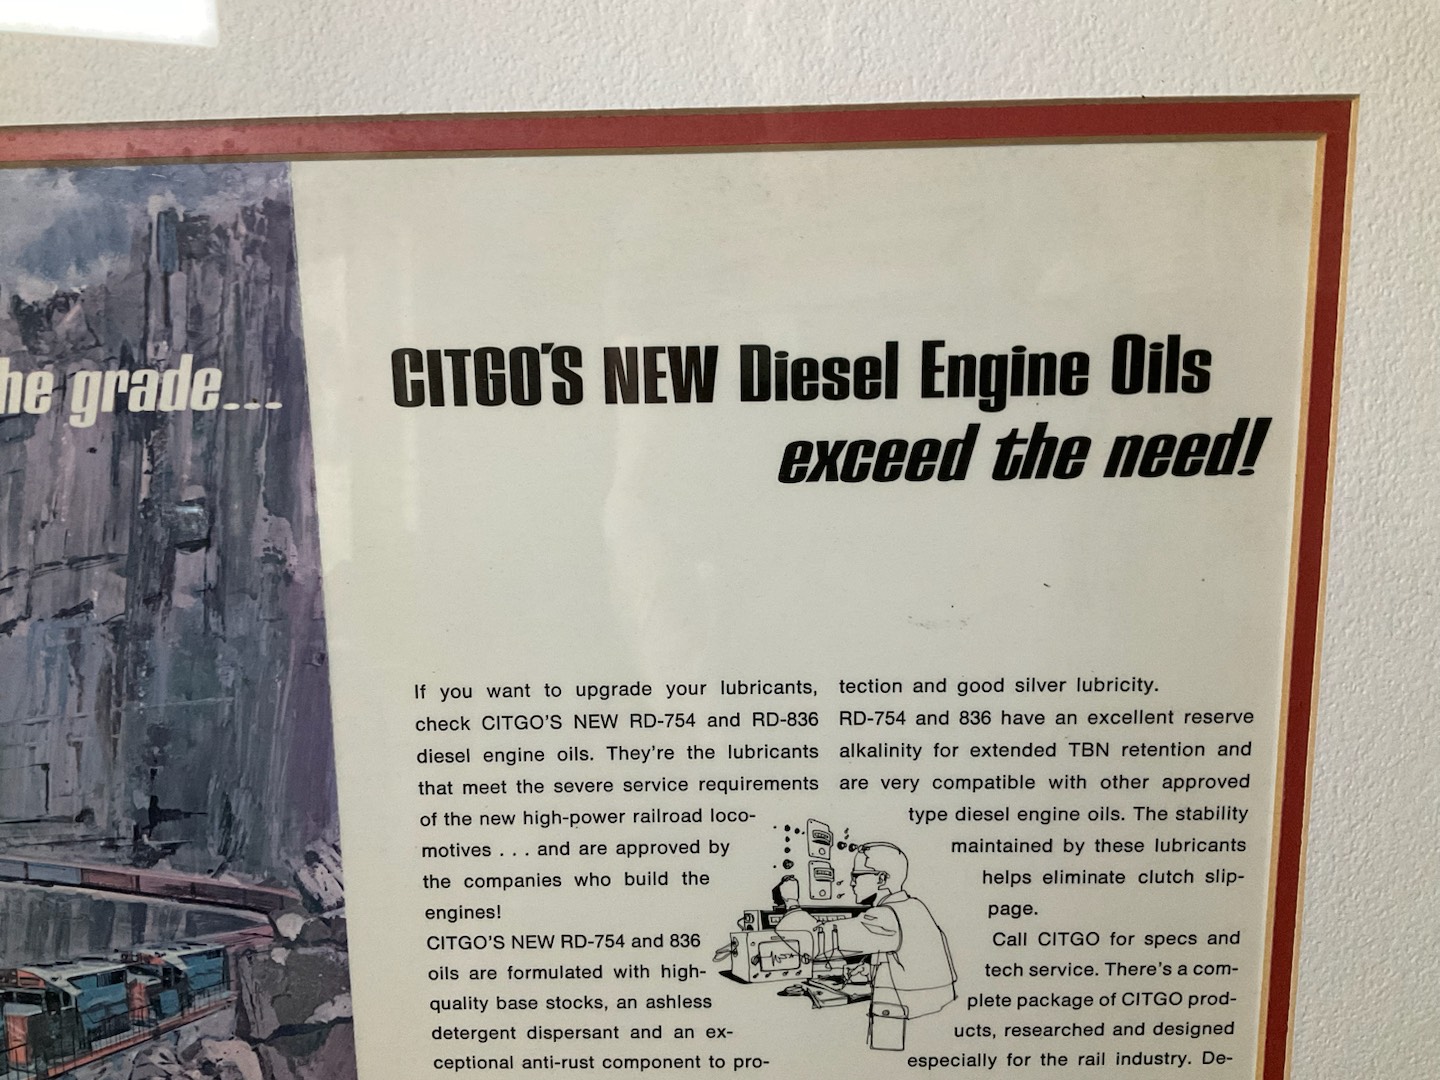 he grade...
CITGO'S NEW Diesel Engine Oils
exceed the need!
If you want to upgrade your lubricants,
check CITGO'S NEW RD-754 and RD-836
diesel engine oils. They're the lubricants
that meet the severe service requirements
of the new high-power railroad loco-
motives . . . and are approved by
the companies who build the
engines!
CITGO'S NEW RD-754 and 836
oils are formulated with high-
quality base stocks, an ashless
detergent dispersant and an ex-
ceptional anti-rust component to pro-
tection and good silver lubricity.
RD-754 and 836 have an excellent reserve
alkalinity for extended TBN retention and
are very compatible with other approved
type diesel engine oils. The stability
maintained by these lubricants
helps eliminate clutch slip-
page.
Call CITGO for specs and
tech service. There's a com-
plete package of CITGO prod-
ucts, researched and designed
especially for the rail industry. De-